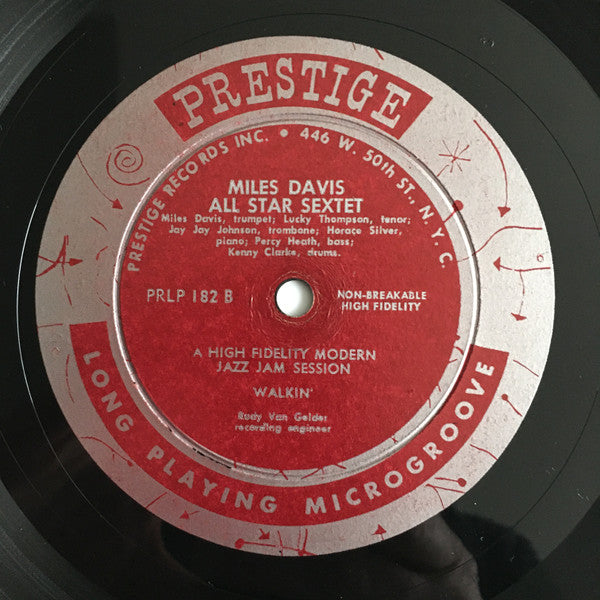 PRESTIGE
PRESTIGE RECORDS INC. • 446 W. 50th ST., N.Y.C.
MILES DAVIS
ALL STAR SEXTET
Miles Davis, trumpet; Lucky Thompson, tenor;
Jay Jay Johnson, trombone; Horace Silver,
piano; Percy Heath, bass;
Kenny Clarke, drums.
PRLP 182 B
NON-BREAKABLE
HIGH FIDELITY
A HIGH FIDELITY MODERN
JAZZ JAM SESSION
WALKIN'
Rudy Van Gelder
recording engineer
LONG PLAYING MICROGROOVE